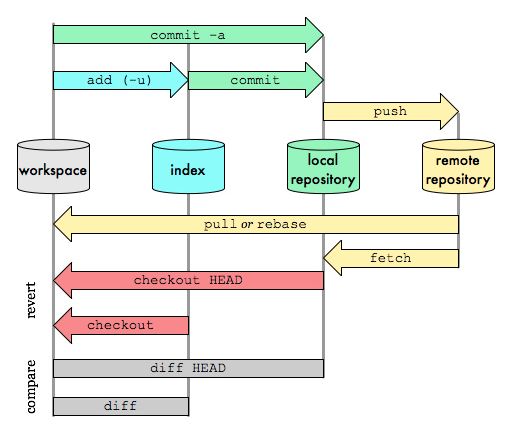 commit -a
add (-u)
commit
push
workspace
index
local
repository
remote
repository
pull or rebase
fetch
revert
checkout HEAD
checkout
compare
diff HEAD
diff